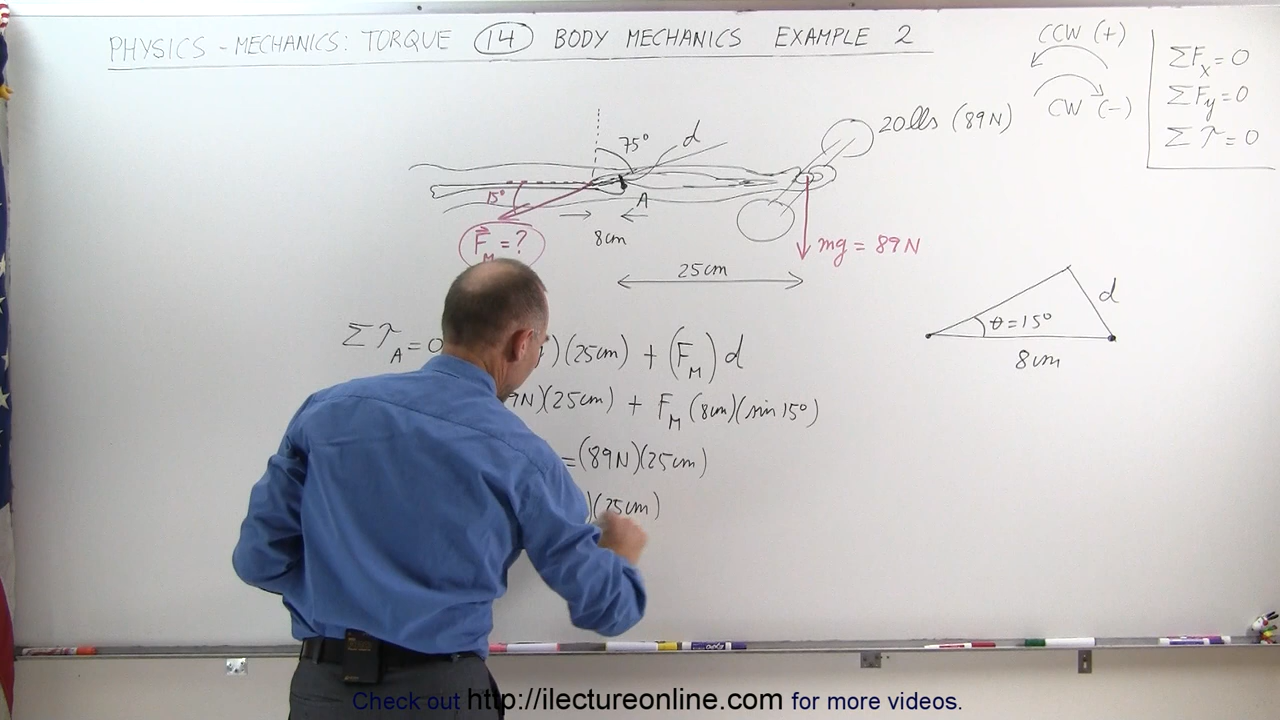 PHYSICS - MECHANICS: TORQUE 14 BODY MECHANICS EXAMPLE 2
CCW (+)
CW (-)
ΣFx = 0
ΣFy = 0
Στ = 0
20 lbs (89N)
75° d
15°
A
F⃗M = ?
8cm
mg = 89N
25cm
d
θ = 15°
8cm
ΣτA = 0 )(25cm) + (FM) d
9N)(25cm) + FM (8cm)(sin 15°)
= (89N)(25cm)
)(25cm)
Check out http://ilectureonline.com for more videos.